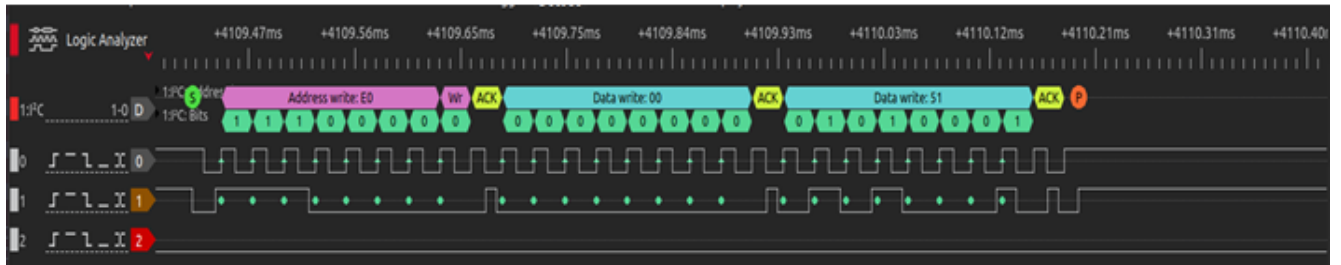 Logic Analyzer +4109.47ms +4109.56ms +4109.65ms +4109.75ms +4109.84ms +4109.93ms +4110.03ms +4110.12ms +4110.21ms +4110.31ms
1:I²C 1-0 D
S Address write: E0 Wr ACK Data write: 00 ACK Data write: 51 ACK P
1:I²C: Bits 1 1 1 0 0 0 0 0 0 0 0 0 0 0 0 0 0 1 0 1 0 0 0 1
0 0
1 1
2 2